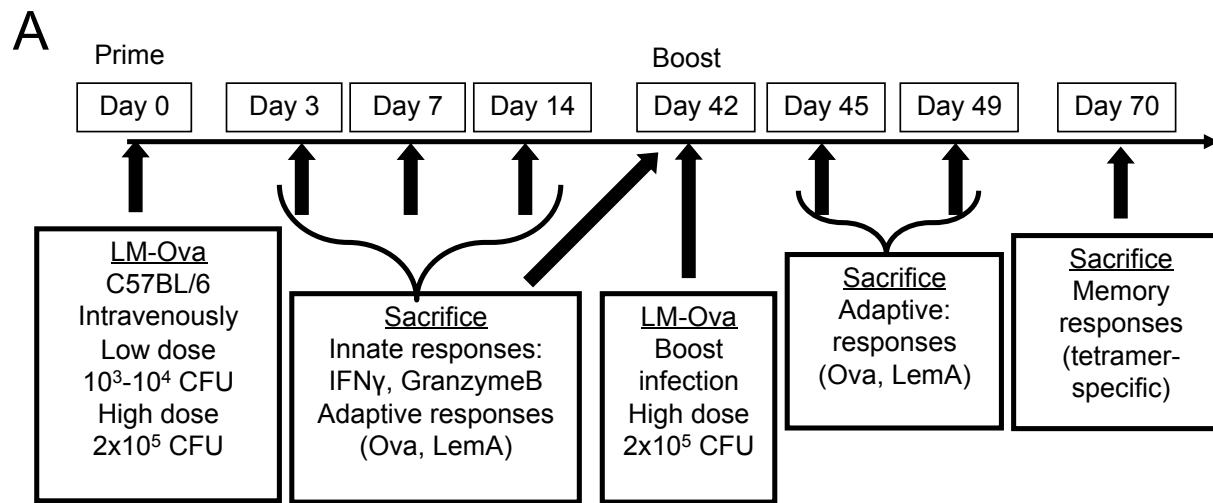 A
Prime
Boost
Day 0
Day 3
Day 7
Day 14
Day 42
Day 45
Day 49
Day 70
LM-Ova
C57BL/6
Intravenously
Low dose
10³-10⁴ CFU
High dose
2x10⁵ CFU
Sacrifice
Innate responses:
IFNγ, GranzymeB
Adaptive responses
(Ova, LemA)
LM-Ova
Boost
infection
High dose
2x10⁵ CFU
Sacrifice
Adaptive:
responses
(Ova, LemA)
Sacrifice
Memory
responses
(tetramer-
specific)